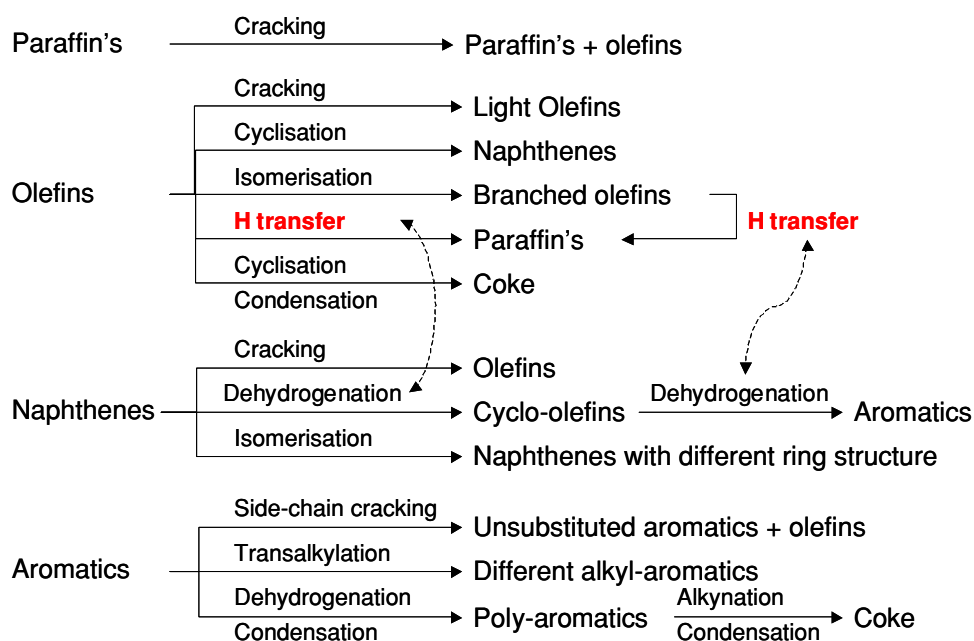 Cracking
Paraffin's
Paraffin's + olefins
Cracking
Light Olefins
Cyclisation
Naphthenes
Isomerisation
Olefins
Branched olefins
H transfer
H transfer
Paraffin's
Cyclisation
Coke
Condensation
Cracking
Olefins
Dehydrogenation
Dehydrogenation
Naphthenes
Cyclo-olefins
Aromatics
Isomerisation
Naphthenes with different ring structure
Side-chain cracking
Unsubstituted aromatics + olefins
Transalkylation
Aromatics
Different alkyl-aromatics
Dehydrogenation
Alkynation
Poly-aromatics
Coke
Condensation
Condensation